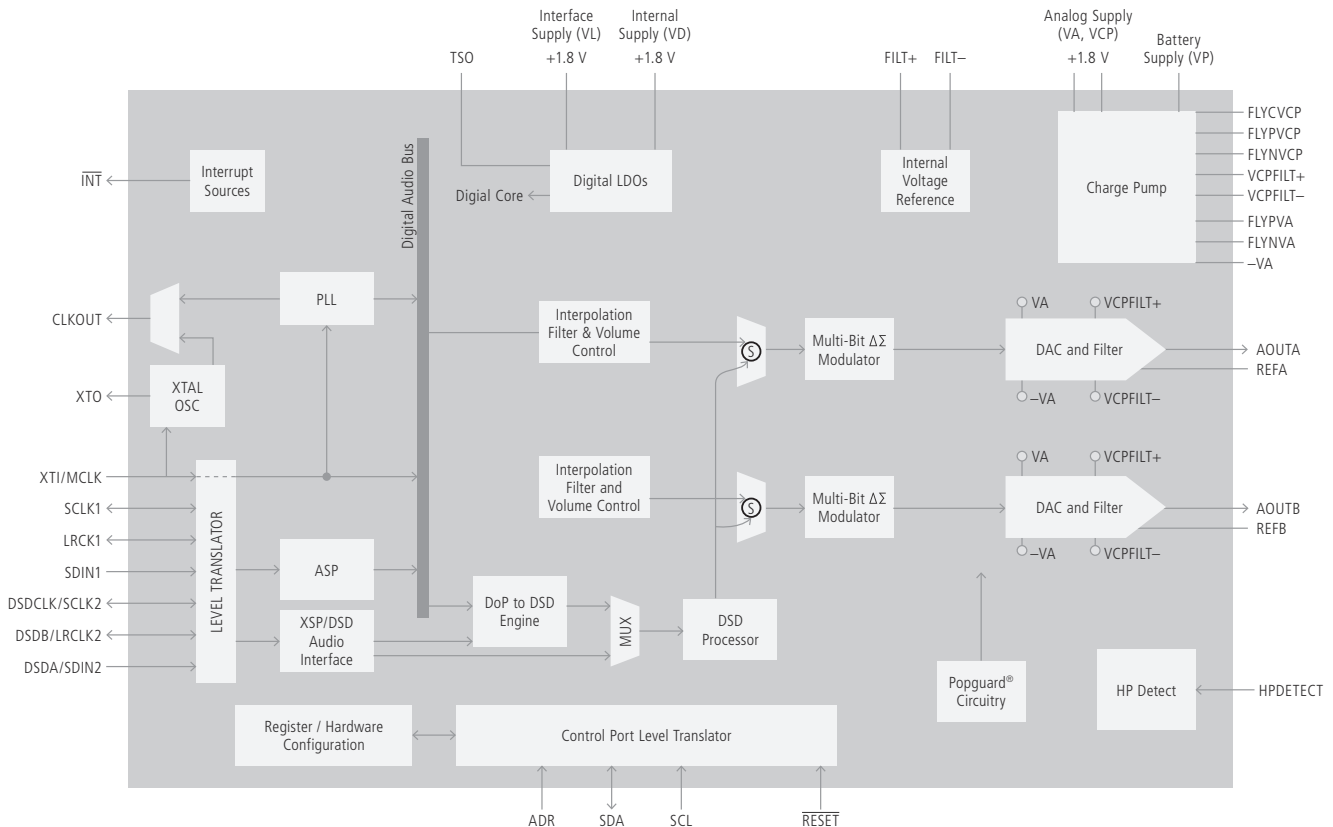 Interface
Supply (VL)
+1.8 V
Internal
Supply (VD)
+1.8 V
Analog Supply
(VA, VCP)
+1.8 V
Battery
Supply (VP)
TSO
FILT+
FILT–
FLYCVCP
FLYPVCP
FLYNVCP
VCPFILT+
VCPFILT–
FLYPVA
FLYNVA
–VA
INT
Interrupt
Sources
Digital Audio Bus
Digital LDOs
Digial Core
Internal
Voltage
Reference
Charge Pump
CLKOUT
PLL
XTO
XTAL
OSC
Interpolation
Filter & Volume
Control
S
Multi-Bit ΔΣ
Modulator
VA
VCPFILT+
DAC and Filter
–VA
VCPFILT–
AOUTA
REFA
XTI/MCLK
SCLK1
LRCK1
SDIN1
DSDCLK/SCLK2
DSDB/LRCLK2
DSDA/SDIN2
LEVEL TRANSLATOR
Interpolation
Filter and
Volume Control
S
Multi-Bit ΔΣ
Modulator
VA
VCPFILT+
DAC and Filter
–VA
VCPFILT–
AOUTB
REFB
ASP
XSP/DSD
Audio
Interface
DoP to DSD
Engine
MUX
DSD
Processor
Popguard®
Circuitry
HP Detect
HPDETECT
Register / Hardware
Configuration
Control Port Level Translator
ADR
SDA
SCL
RESET